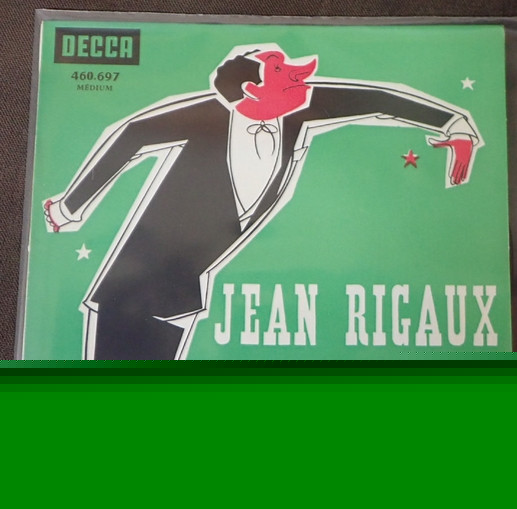 DECCA
460.697
MÉDIUM
JEAN RIGAUX